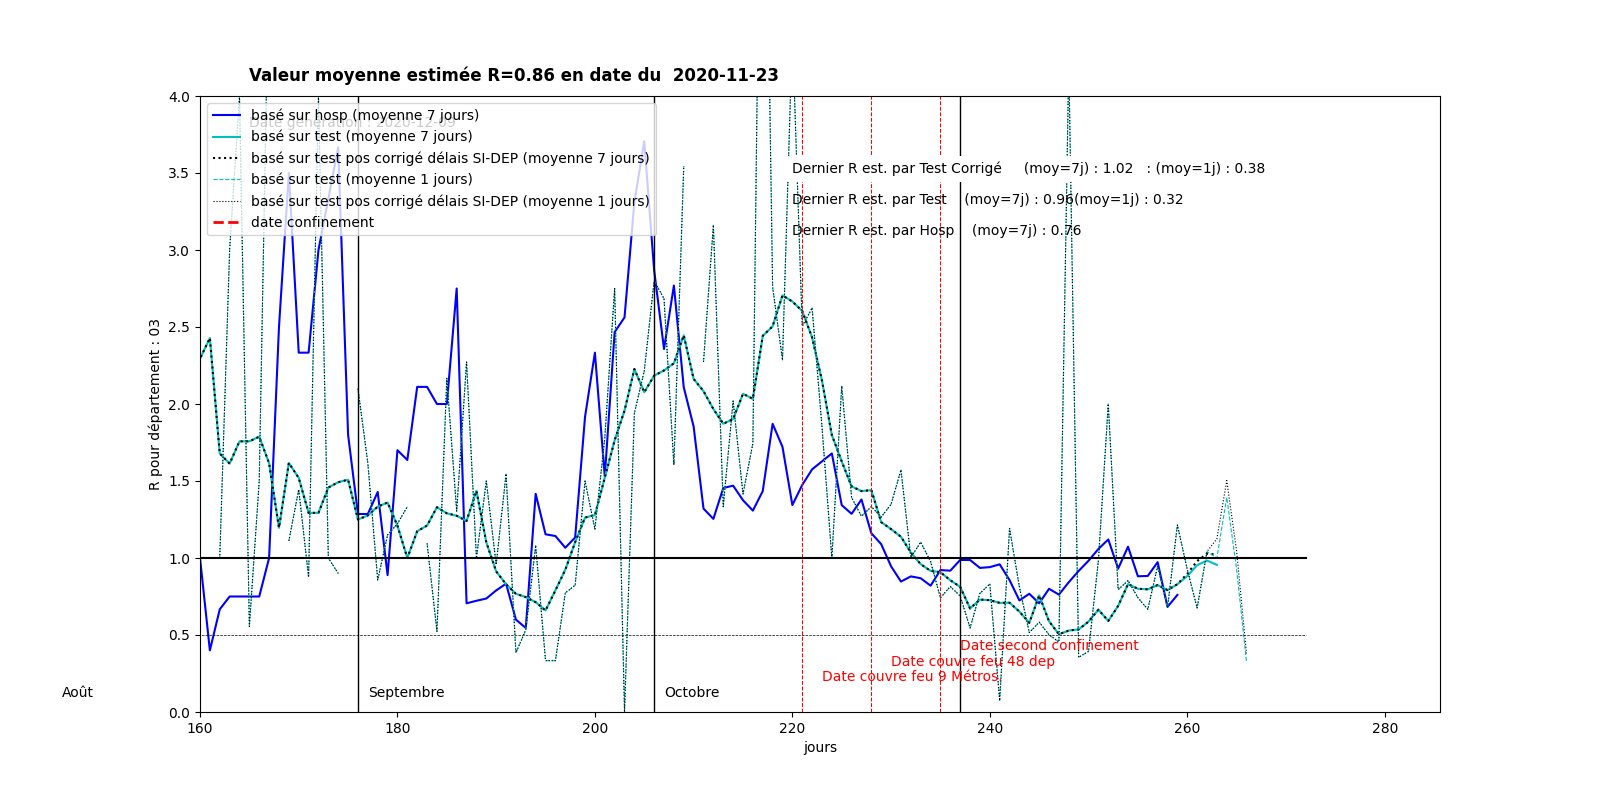 Valeur moyenne estimée R=0.86 en date du  2020-11-23
Date génération : 2020-12-09
basé sur hosp (moyenne 7 jours)
basé sur test (moyenne 7 jours)
basé sur test pos corrigé délais SI-DEP (moyenne 7 jours)
basé sur test (moyenne 1 jours)
basé sur test pos corrigé délais SI-DEP (moyenne 1 jours)
date confinement
Dernier R est. par Test Corrigé     (moy=7j) : 1.02   : (moy=1j) : 0.38
Dernier R est. par Test    (moy=7j) : 0.96(moy=1j) : 0.32
Dernier R est. par Hosp    (moy=7j) : 0.76
R pour département : 03
4.0
3.5
3.0
2.5
2.0
1.5
1.0
0.5
0.0
Date second confinement
Date couvre feu 48 dep
Date couvre feu 9 Métros
Août
Septembre
Octobre
160
180
200
220
240
260
280
jours